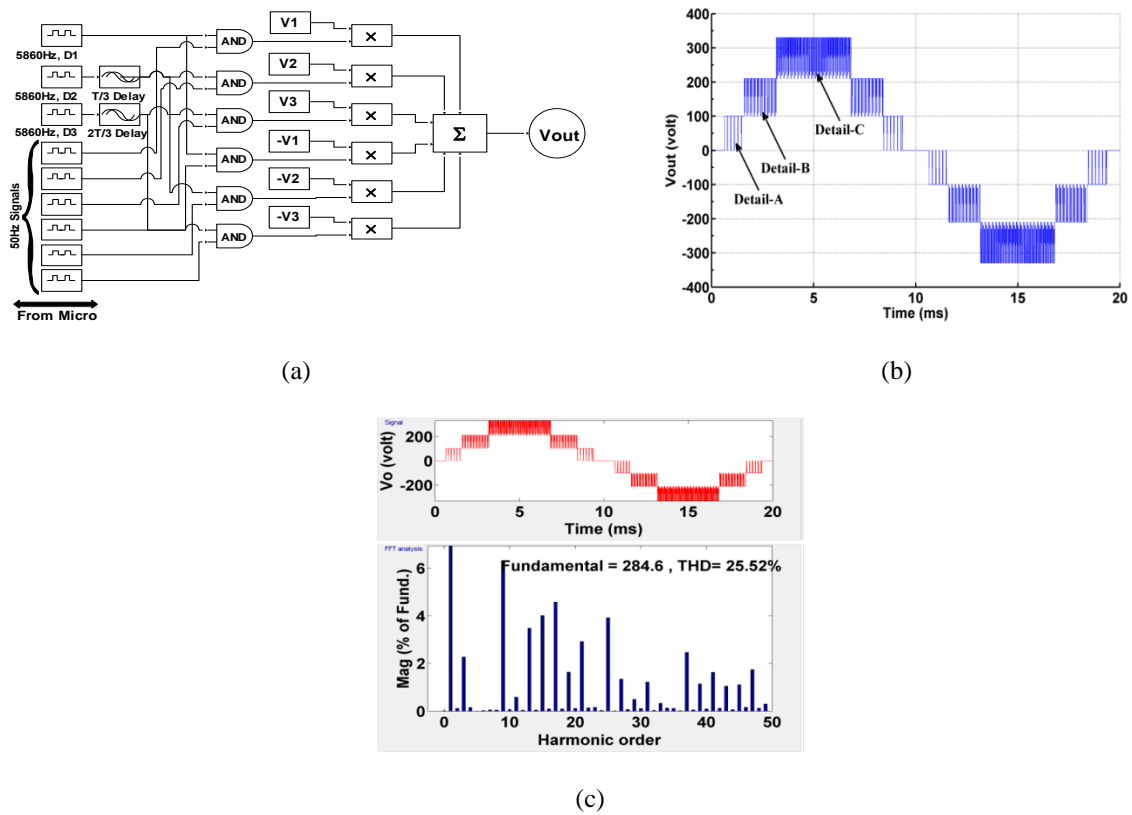 5860Hz, D1
5860Hz, D2
T/3 Delay
5860Hz, D3
2T/3 Delay
50Hz Signals
From Micro
AND
AND
AND
AND
AND
AND
V1
V2
V3
-V1
-V2
-V3
×
×
×
×
×
×
Σ
Vout
(a)
Vout (volt)
400
300
200
100
0
-100
-200
-300
-400
Detail-C
Detail-B
Detail-A
0
5
10
15
20
Time (ms)
(b)
Signal
Vo (volt)
200
0
-200
0
5
10
15
20
Time (ms)
FFT analysis
Fundamental = 284.6 , THD= 25.52%
Mag (% of Fund.)
6
4
2
0
0
10
20
30
40
50
Harmonic order
(c)